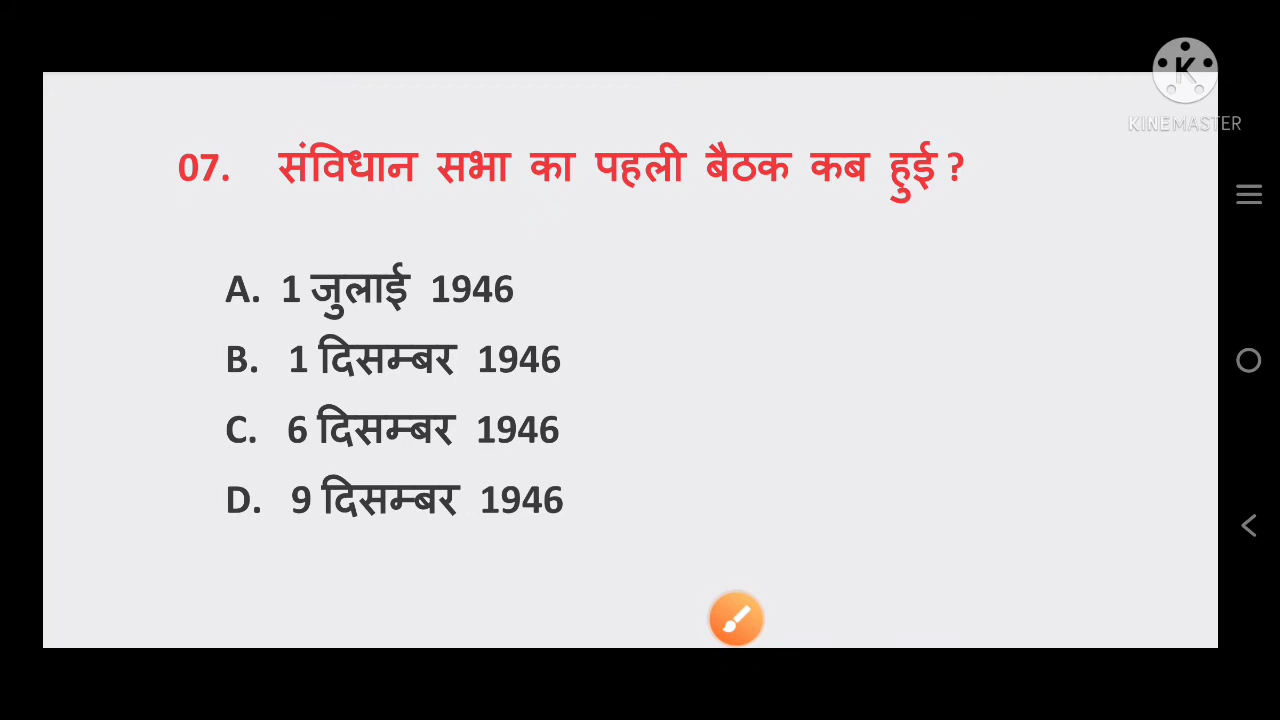 KINEMASTER
07. संविधान सभा का पहली बैठक कब हुई ?
A. 1 जुलाई 1946
B. 1 दिसम्बर 1946
C. 6 दिसम्बर 1946
D. 9 दिसम्बर 1946